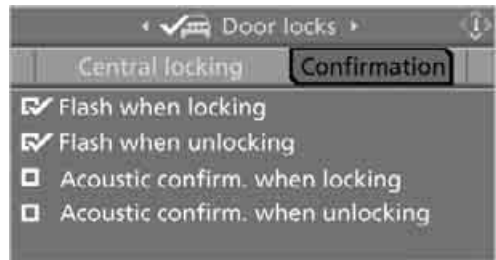 Door locks
Central locking Confirmation
Flash when locking
Flash when unlocking
Acoustic confirm. when locking
Acoustic confirm. when unlocking